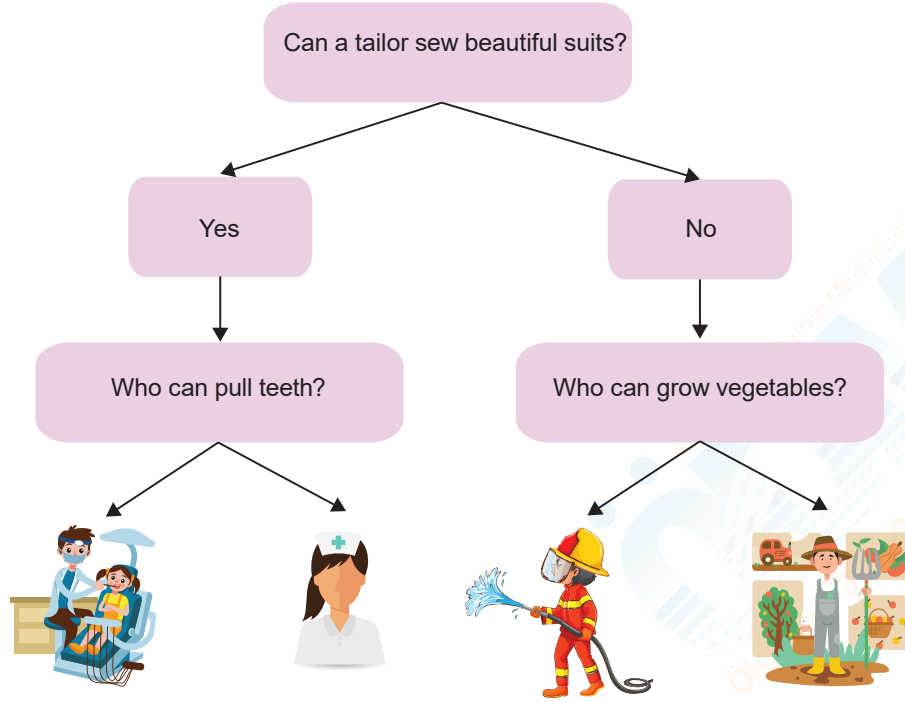 Can a tailor sew beautiful suits?
Yes
No
Who can pull teeth?
Who can grow vegetables?